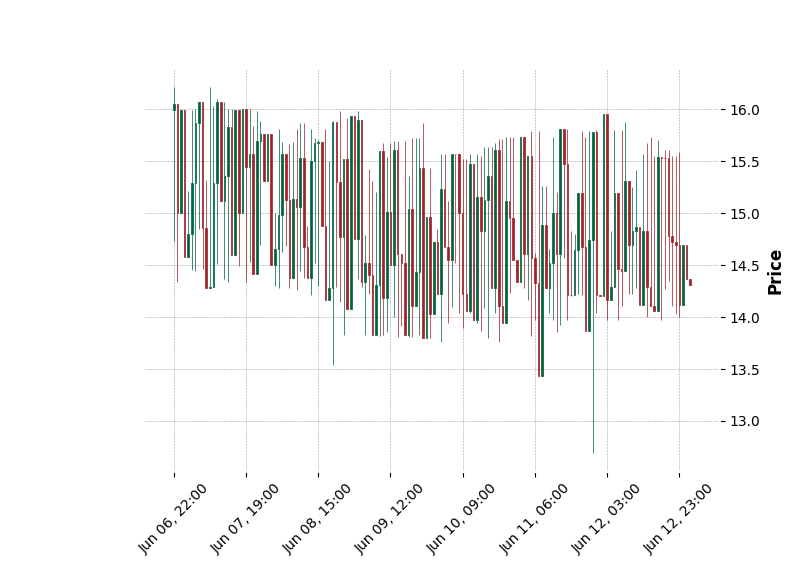 16.0
15.5
15.0
14.5
14.0
13.5
13.0
Price
Jun 06, 22:00
Jun 07, 19:00
Jun 08, 15:00
Jun 09, 12:00
Jun 10, 09:00
Jun 11, 06:00
Jun 12, 03:00
Jun 12, 23:00